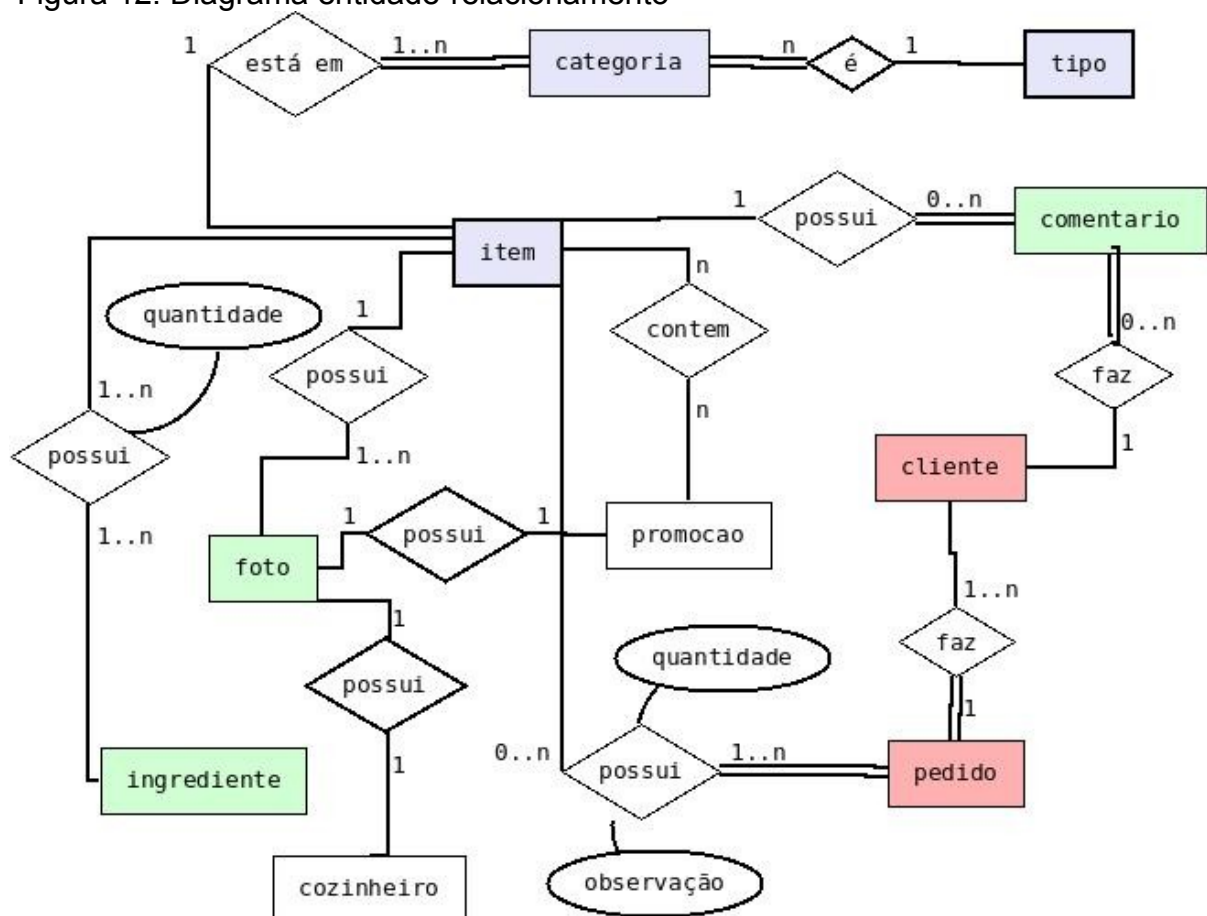 Figura 12: Diagrama entidade relacionamento
1
está em
1..n
categoria
n
é
1
tipo
1
possui
0..n
comentario
item
n
contem
n
quantidade
1
possui
1..n
1..n
possui
1..n
0..n
faz
1
cliente
foto
1
possui
1
promocao
1
possui
1
1..n
faz
1
quantidade
0..n
possui
1..n
pedido
ingrediente
cozinheiro
observação